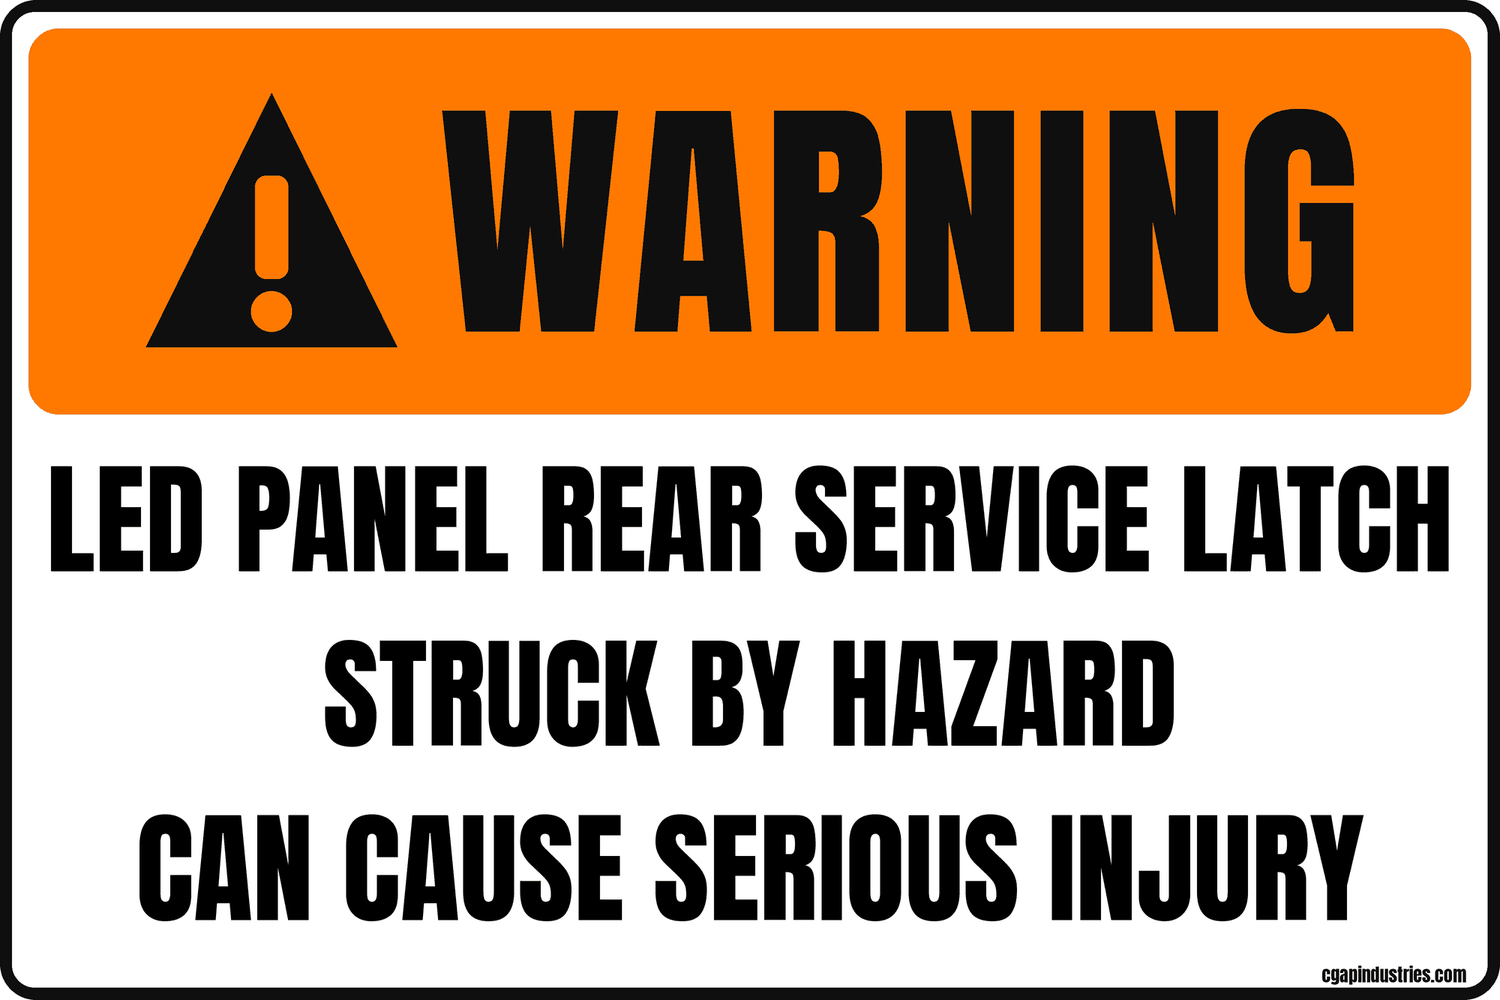 WARNING
LED PANEL REAR SERVICE LATCH
STRUCK BY HAZARD
CAN CAUSE SERIOUS INJURY
cgapindustries.com